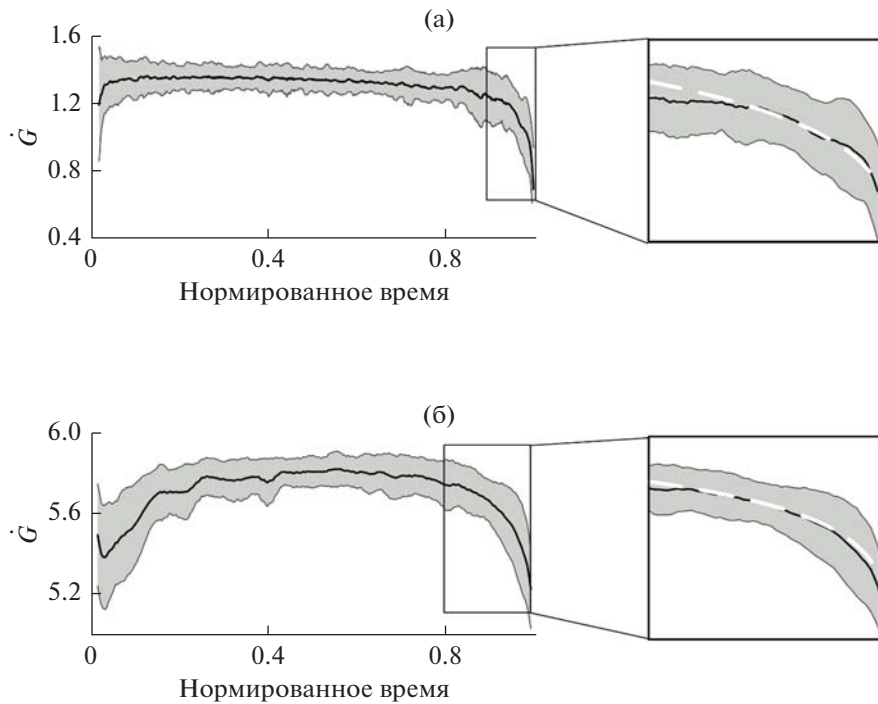 (а)
1.6
1.2
0.8
0.4
Ġ
0
0.4
0.8
Нормированное время
(б)
6.0
5.6
5.2
Ġ
0
0.4
0.8
Нормированное время